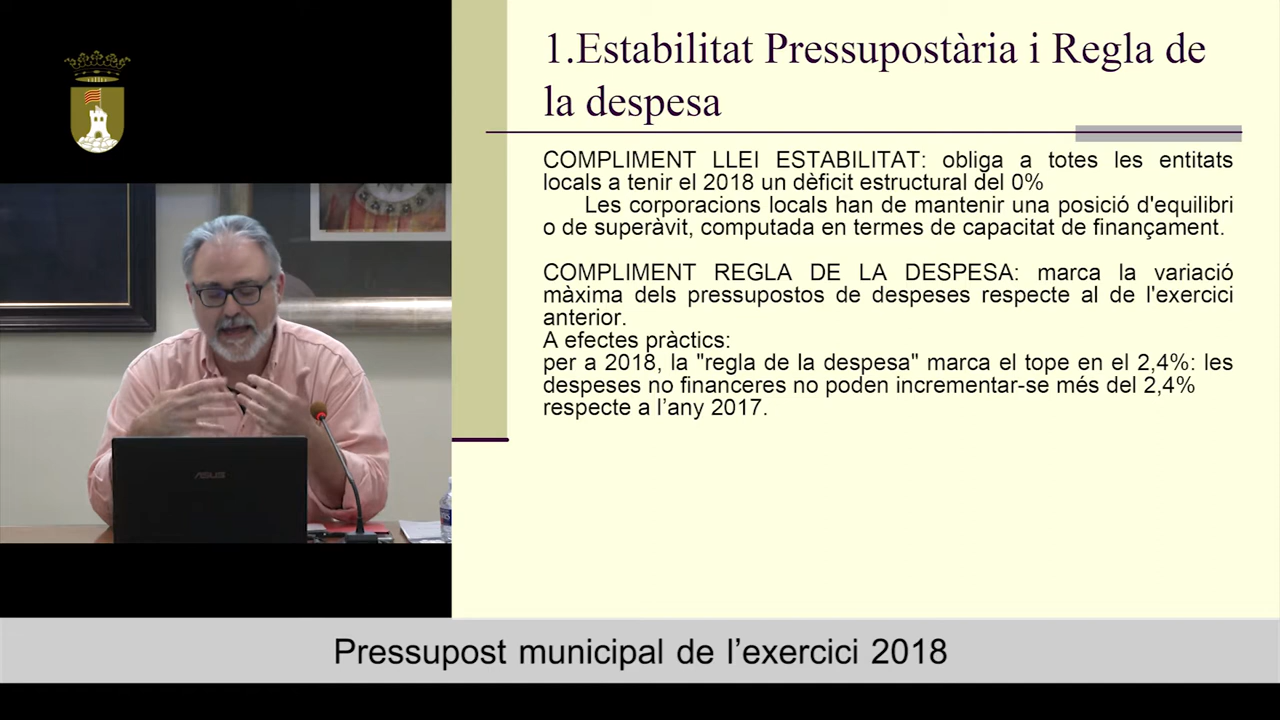 1.Estabilitat Pressupostària i Regla de
la despesa
COMPLIMENT LLEI ESTABILITAT: obliga a totes les entitats
locals a tenir el 2018 un dèficit estructural del 0%
Les corporacions locals han de mantenir una posició d'equilibri
o de superàvit, computada en termes de capacitat de finançament.
COMPLIMENT REGLA DE LA DESPESA: marca la variació
màxima dels pressupostos de despeses respecte al de l'exercici
anterior.
A efectes pràctics:
per a 2018, la "regla de la despesa" marca el tope en el 2,4%: les
despeses no financeres no poden incrementar-se més del 2,4%
respecte a l’any 2017.
ASUS
Pressupost municipal de l’exercici 2018